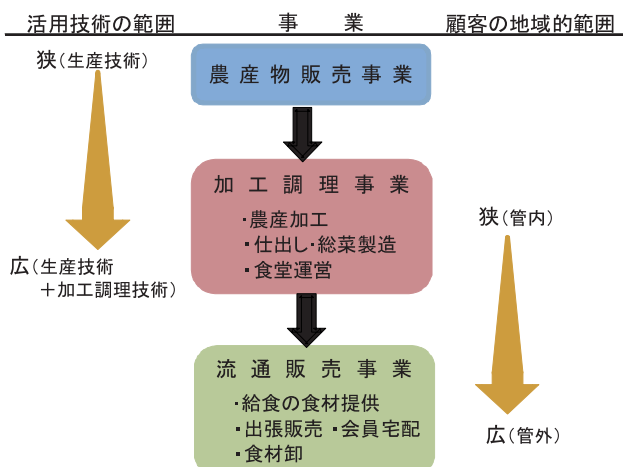 活用技術の範囲
事業
顧客の地域的範囲
狭(生産技術)
広(生産技術
+加工調理技術)
農産物販売事業
加工調理事業
・農産加工
・仕出し・総菜製造
・食堂運営
流通販売事業
・給食の食材提供
・出張販売 ・会員宅配
・食材卸
狭(管内)
広(管外)